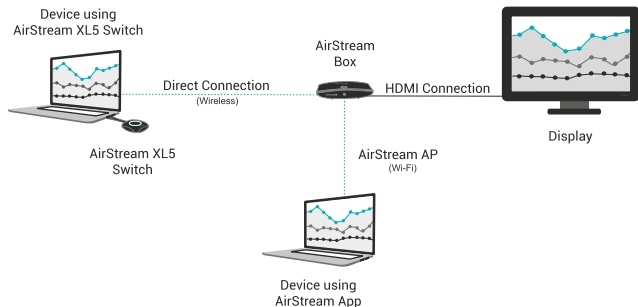 Device using
AirStream XL5 Switch
AirStream
Box
Direct Connection
(Wireless)
HDMI Connection
AirStream XL5
Switch
AirStream AP
(Wi-Fi)
Display
Device using
AirStream App